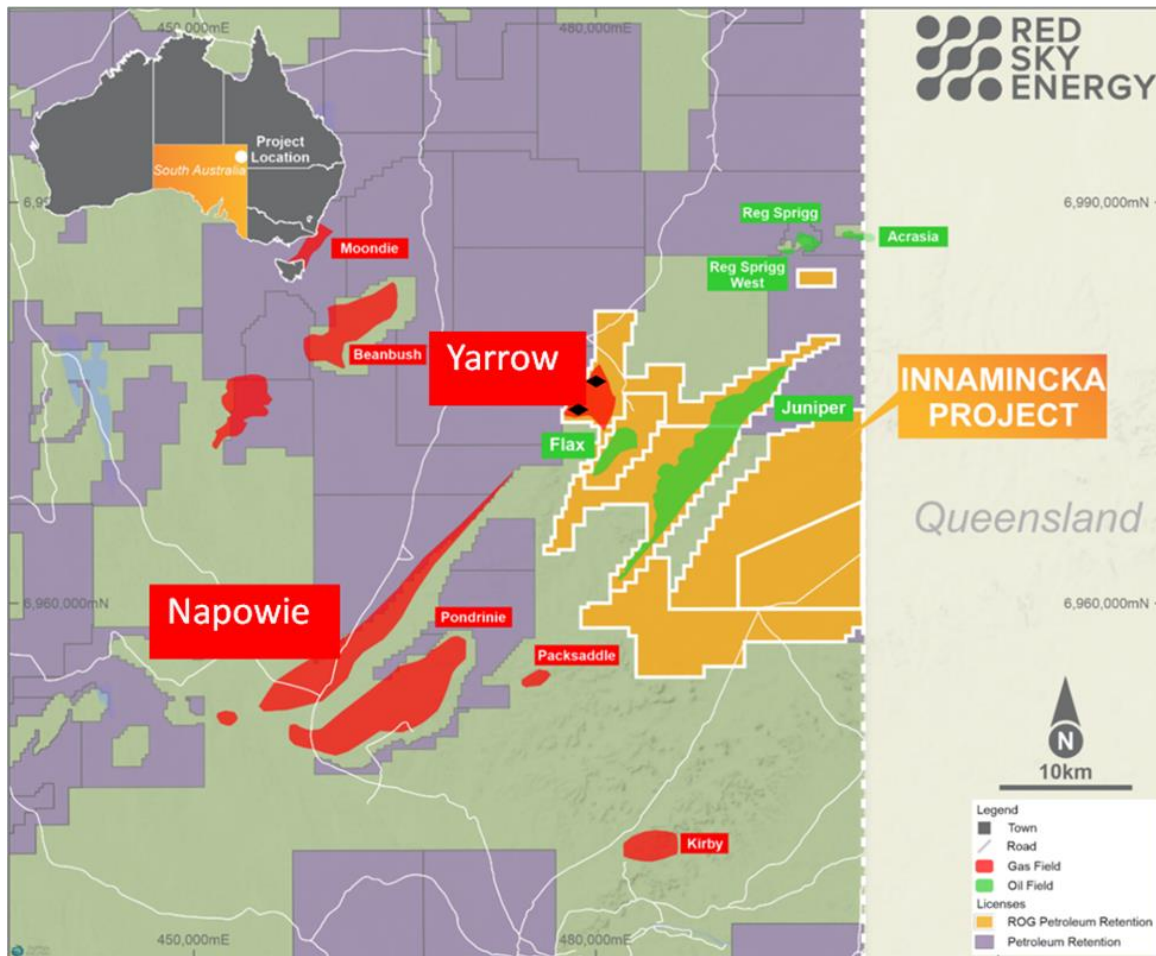 450,000mE
480,000mE
RED
SKY
ENERGY
Project
Location
South Australia
6,990,000mN
Reg Sprigg
Acrasia
Moondie
Reg Sprigg
West
Beanbush
Yarrow
INNAMINCKA
PROJECT
Juniper
Flax
Queensland
Napowie
6,960,000mN
6,960,000mN
Pondrinie
Packsaddle
N
10km
Kirby
Legend
Town
Road
Gas Field
Oil Field
Licenses
ROG Petroleum Retention
Petroleum Retention
450,000mE
480,000mE